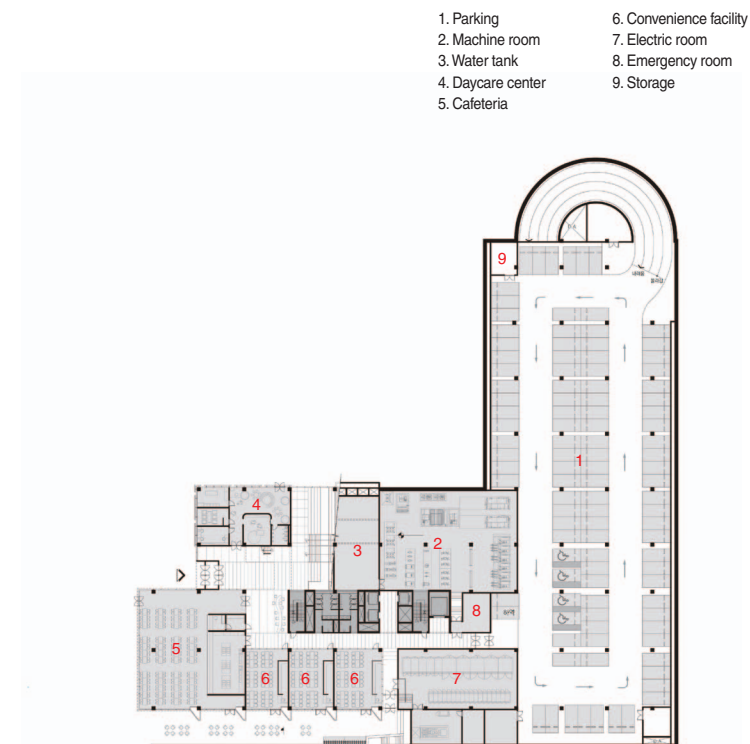 1. Parking
2. Machine room
3. Water tank
4. Daycare center
5. Cafeteria
6. Convenience facility
7. Electric room
8. Emergency room
9. Storage
9
1
4
2
3
8
5
6 6 6
7